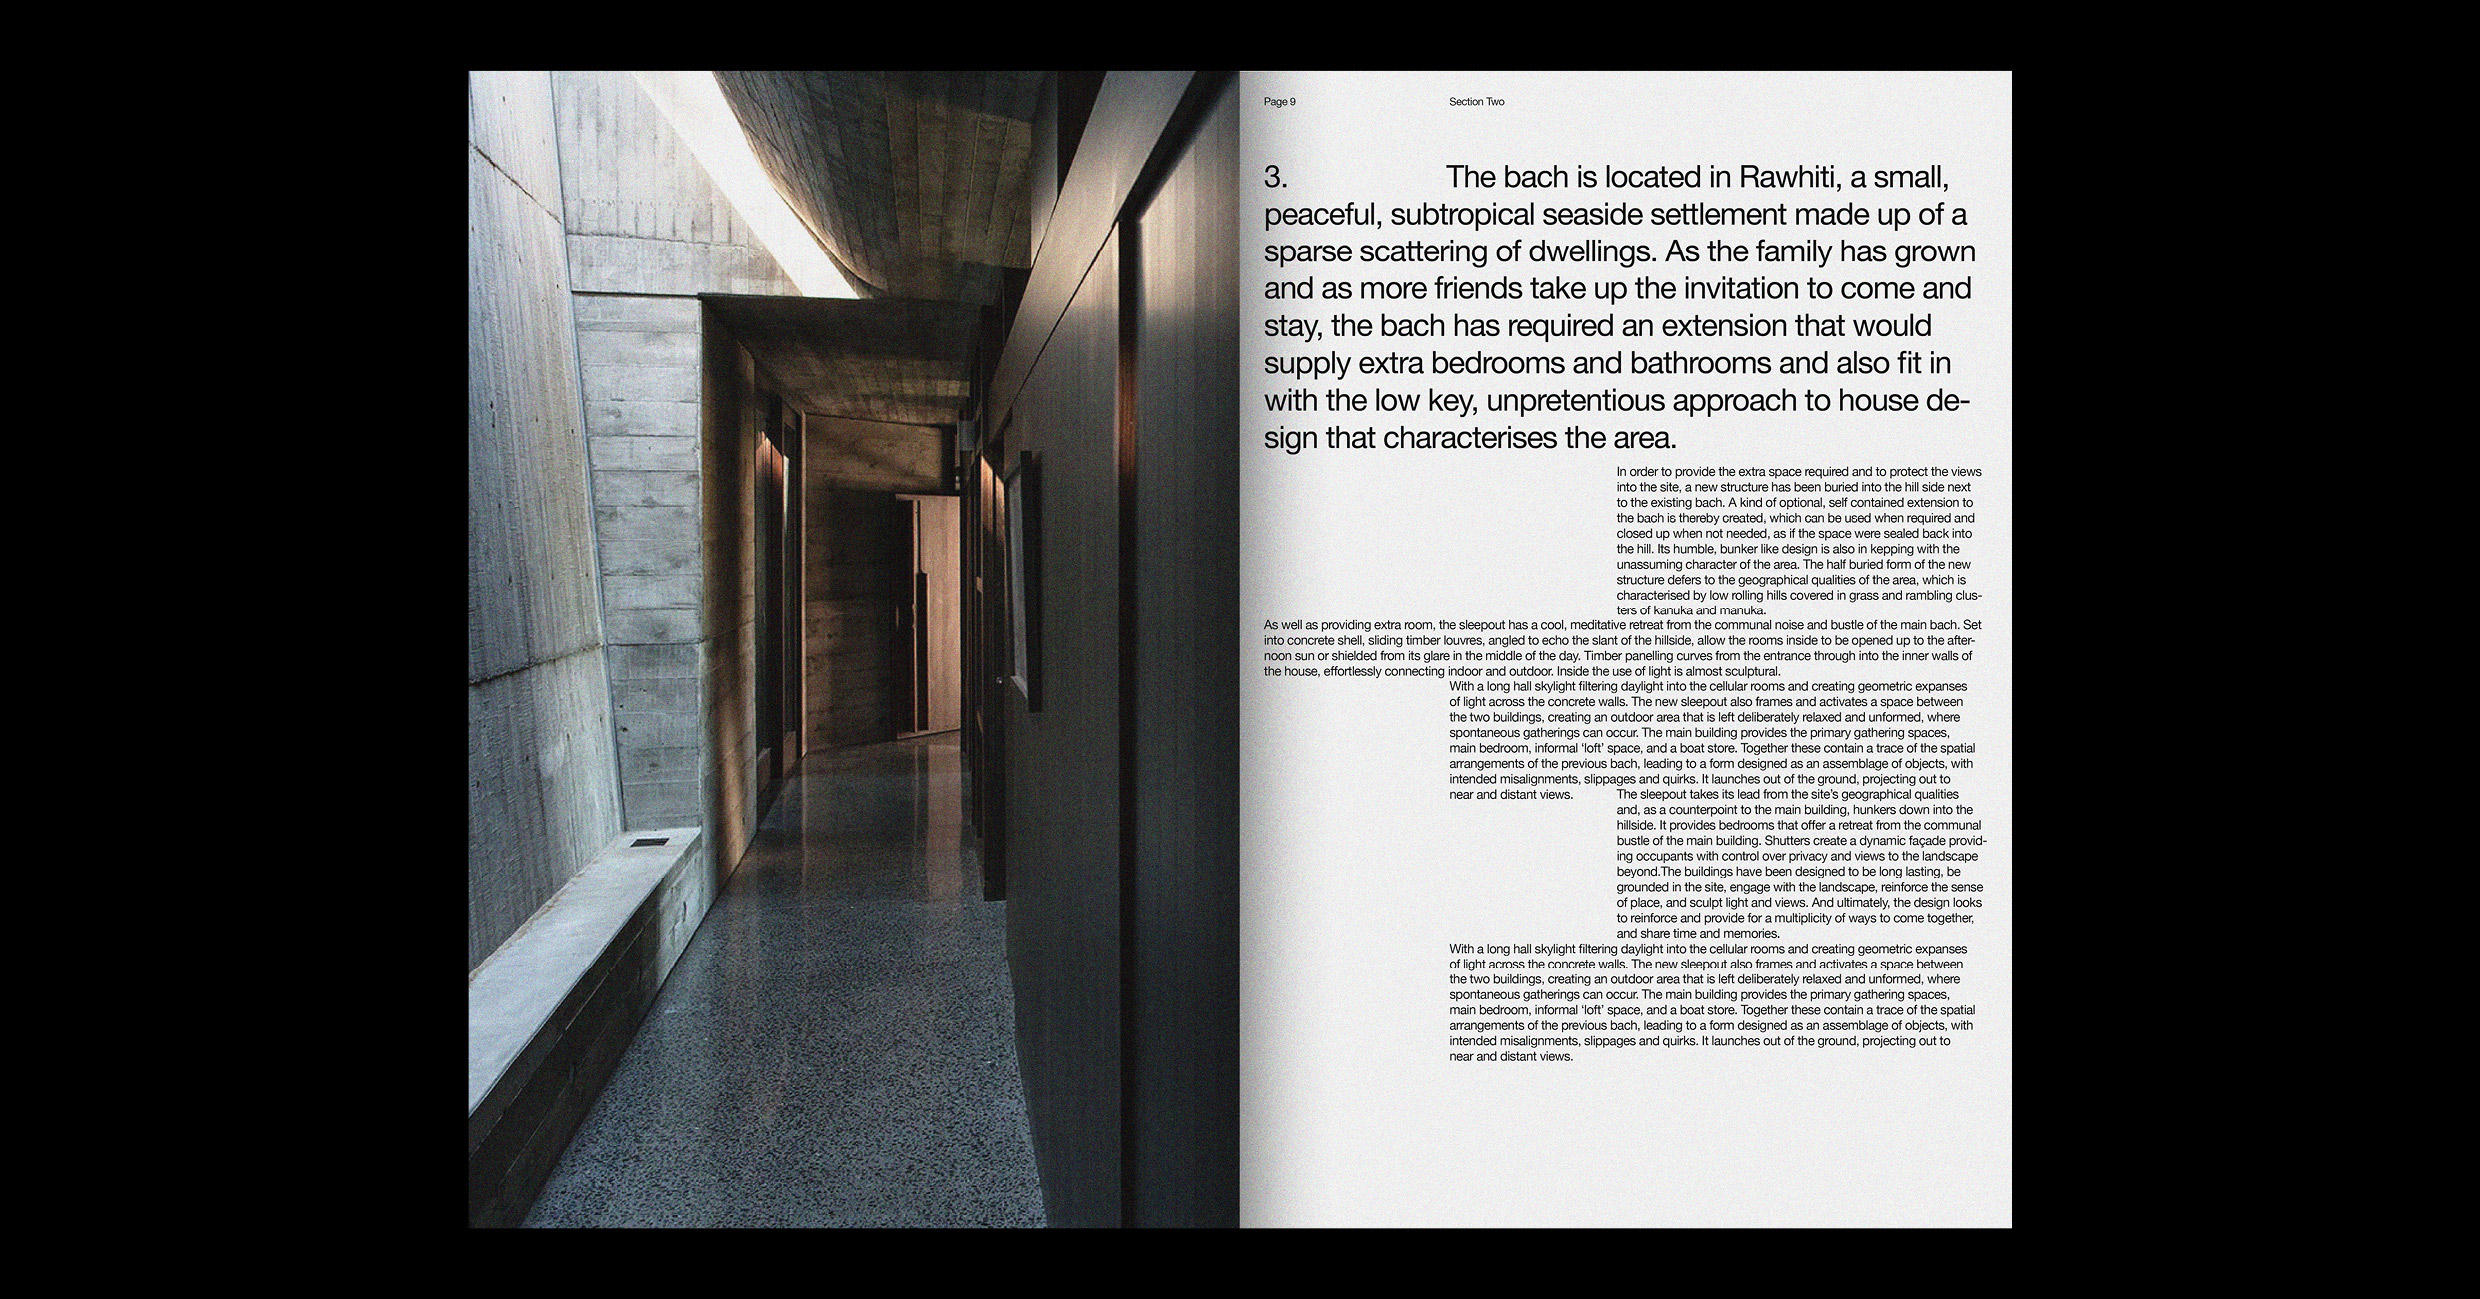 Page 9
Section Two
3. The bach is located in Rawhiti, a small,
peaceful, subtropical seaside settlement made up of a
sparse scattering of dwellings. As the family has grown
and as more friends take up the invitation to come and
stay, the bach has required an extension that would
supply extra bedrooms and bathrooms and also fit in
with the low key, unpretentious approach to house de-
sign that characterises the area.
In order to provide the extra space required and to protect the views
into the site, a new structure has been buried into the hill side next
to the existing bach. A kind of optional, self contained extension to
the bach is thereby created, which can be used when required and
closed up when not needed, as if the space were sealed back into
the hill. Its humble, bunker like design is also in kepping with the
unassuming character of the area. The half buried form of the new
structure defers to the geographical qualities of the area, which is
characterised by low rolling hills covered in grass and rambling clus-
ters of kanuka and manuka.
As well as providing extra room, the sleepout has a cool, meditative retreat from the communal noise and bustle of the main bach. Set
into concrete shell, sliding timber louvres, angled to echo the slant of the hillside, allow the rooms inside to be opened up to the after-
noon sun or shielded from its glare in the middle of the day. Timber panelling curves from the entrance through into the inner walls of
the house, effortlessly connecting indoor and outdoor. Inside the use of light is almost sculptural.
With a long hall skylight filtering daylight into the cellular rooms and creating geometric expanses
of light across the concrete walls. The new sleepout also frames and activates a space between
the two buildings, creating an outdoor area that is left deliberately relaxed and unformed, where
spontaneous gatherings can occur. The main building provides the primary gathering spaces,
main bedroom, informal ‘loft’ space, and a boat store. Together these contain a trace of the spatial
arrangements of the previous bach, leading to a form designed as an assemblage of objects, with
intended misalignments, slippages and quirks. It launches out of the ground, projecting out to
near and distant views.
The sleepout takes its lead from the site’s geographical qualities
and, as a counterpoint to the main building, hunkers down into the
hillside. It provides bedrooms that offer a retreat from the communal
bustle of the main building. Shutters create a dynamic façade provid-
ing occupants with control over privacy and views to the landscape
beyond.The buildings have been designed to be long lasting, be
grounded in the site, engage with the landscape, reinforce the sense
of place, and sculpt light and views. And ultimately, the design looks
to reinforce and provide for a multiplicity of ways to come together,
and share time and memories.
With a long hall skylight filtering daylight into the cellular rooms and creating geometric expanses
of light across the concrete walls. The new sleepout also frames and activates a space between
the two buildings, creating an outdoor area that is left deliberately relaxed and unformed, where
spontaneous gatherings can occur. The main building provides the primary gathering spaces,
main bedroom, informal ‘loft’ space, and a boat store. Together these contain a trace of the spatial
arrangements of the previous bach, leading to a form designed as an assemblage of objects, with
intended misalignments, slippages and quirks. It launches out of the ground, projecting out to
near and distant views.